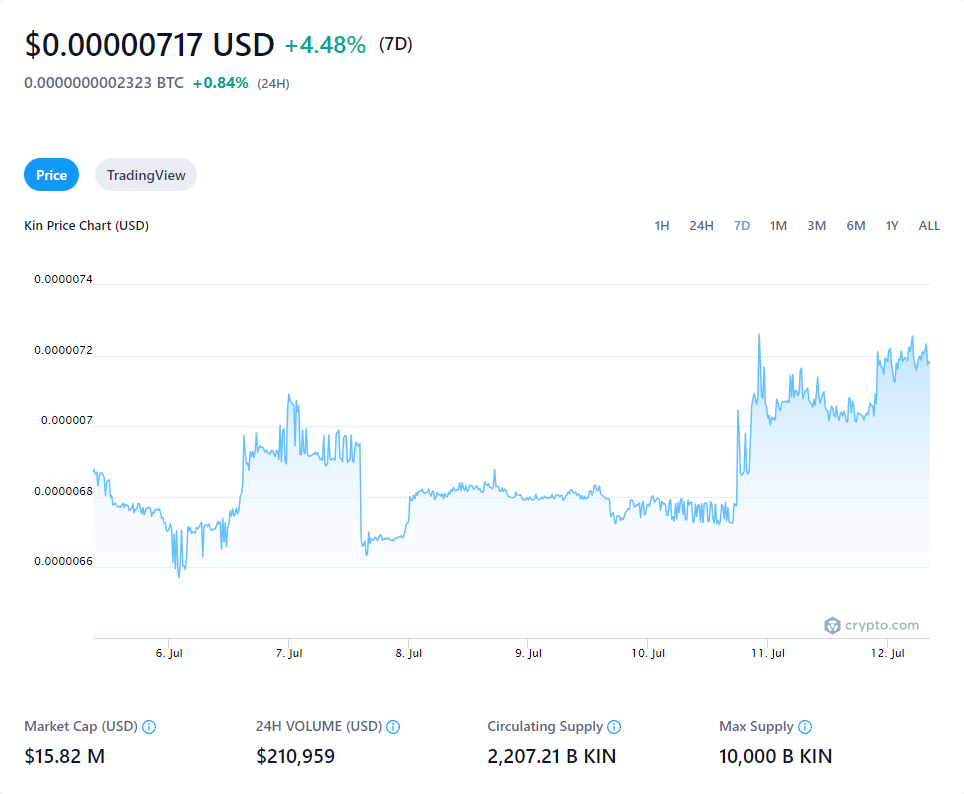 $0.00000717 USD +4.48% (7D)
0.0000000002323 BTC +0.84% (24H)
Price TradingView
Kin Price Chart (USD) 1H 24H 7D 1M 3M 6M 1Y ALL
0.0000074
0.0000072
0.000007
0.0000068
0.0000066
crypto.com
6. Jul 7. Jul 8. Jul 9. Jul 10. Jul 11. Jul 12. Jul
Market Cap (USD) 24H VOLUME (USD) Circulating Supply Max Supply
$15.82 M $210,959 2,207.21 B KIN 10,000 B KIN